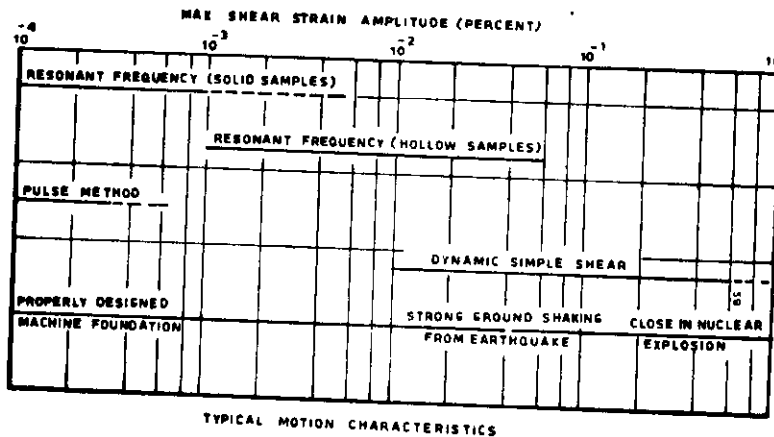 MAX SHEAR STRAIN AMPLITUDE (PERCENT)
10⁻⁴ 10⁻³ 10⁻² 10⁻¹
RESONANT FREQUENCY (SOLID SAMPLES)
RESONANT FREQUENCY (HOLLOW SAMPLES)
PULSE METHOD
DYNAMIC SIMPLE SHEAR
PROPERLY DESIGNED
MACHINE FOUNDATION
STRONG GROUND SHAKING
FROM EARTHQUAKE
CLOSE IN NUCLEAR
EXPLOSION
TYPICAL MOTION CHARACTERISTICS